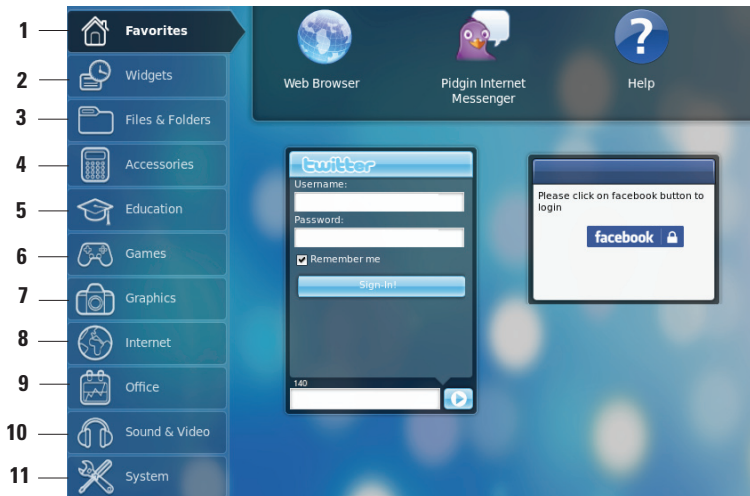 1 Favorites
2 Widgets
3 Files & Folders
4 Accessories
5 Education
6 Games
7 Graphics
8 Internet
9 Office
10 Sound & Video
11 System
Web Browser
Pidgin Internet
Messenger
Help
twitter
Username:
Password:
Remember me
Sign-In!
140
Please click on facebook button to
login
facebook